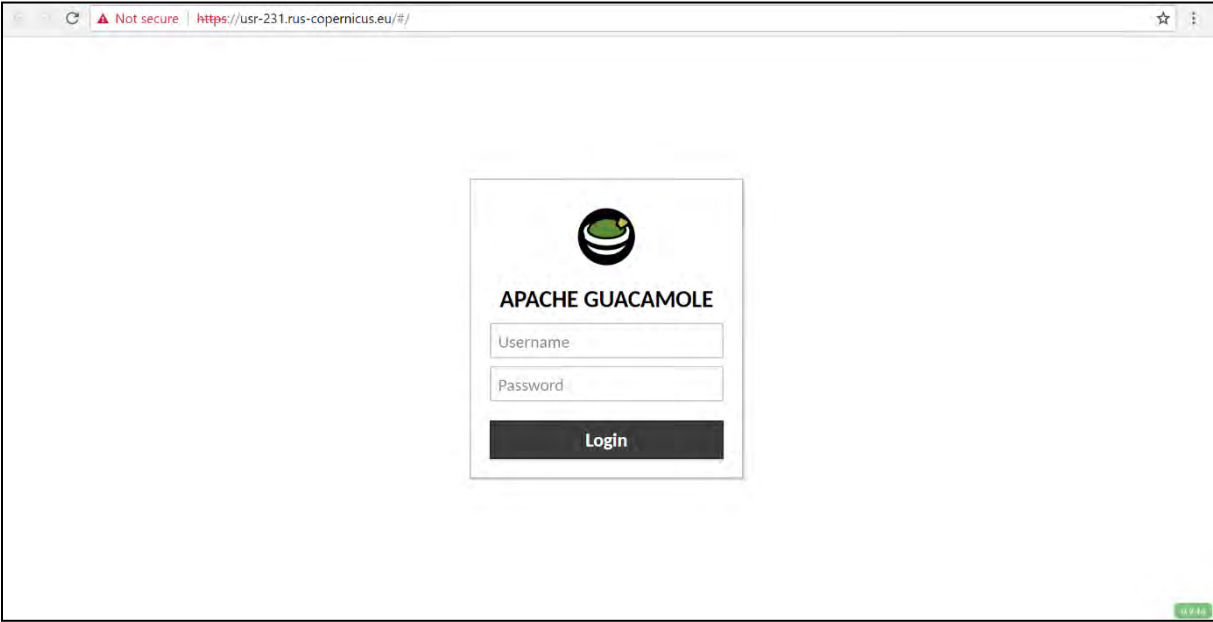 Not secure https://usr-231.rus-copernicus.eu/#/
APACHE GUACAMOLE
Username
Password
Login